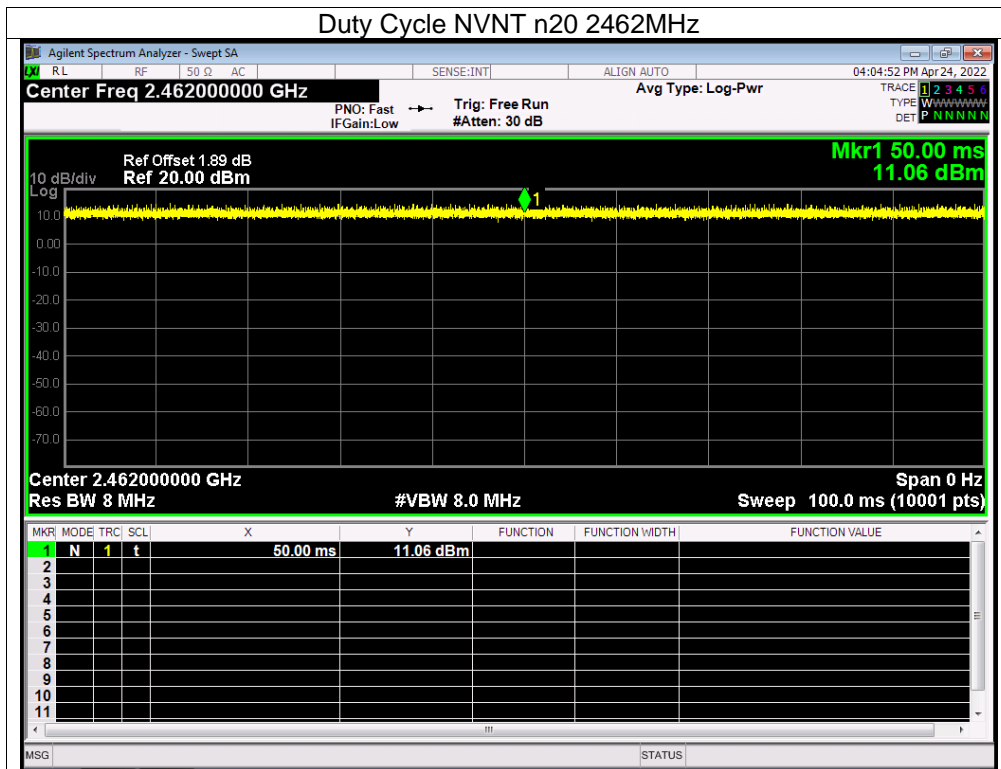 Duty Cycle NVNT n20 2462MHz
Agilent Spectrum Analyzer - Swept SA
LXI RL RF 50 Ω AC SENSE:INT ALIGN AUTO 04:04:52 PM Apr 24, 2022
Center Freq 2.462000000 GHz Avg Type: Log-Pwr TRACE 1 2 3 4 5 6
PNO: Fast Trig: Free Run TYPE WWWWWW
IFGain:Low #Atten: 30 dB DET P N N N N N
Mkr1 50.00 ms
Ref Offset 1.89 dB
10 dB/div Ref 20.00 dBm 11.06 dBm
Log
1
10.0
0.00
-10.0
-20.0
-30.0
-40.0
-50.0
-60.0
-70.0
Center 2.462000000 GHz Span 0 Hz
Res BW 8 MHz #VBW 8.0 MHz Sweep 100.0 ms (10001 pts)
MKR MODE TRC SCL X Y FUNCTION FUNCTION WIDTH FUNCTION VALUE
1 N 1 t 50.00 ms 11.06 dBm
2
3
4
5
6
7
8
9
10
11
MSG STATUS